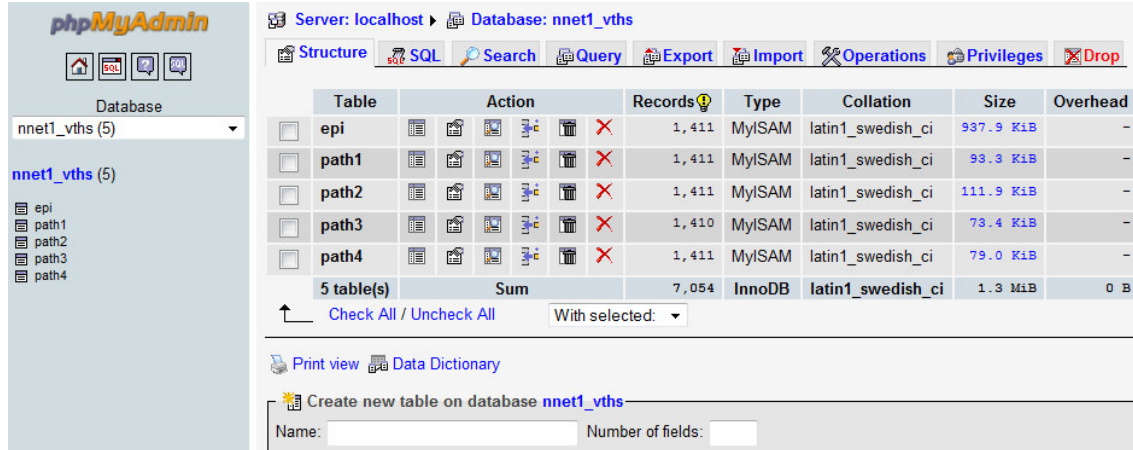 phpMyAdmin
SQL
SQL
Database
nnet1_vths (5)
nnet1_vths (5)
epi
path1
path2
path3
path4
Server: localhost Database: nnet1_vths
Structure SQL Search Query Export Import Operations Privileges Drop
Table Action Records Type Collation Size Overhead
epi 1,411 MyISAM latin1_swedish_ci 937.9 KiB -
path1 1,411 MyISAM latin1_swedish_ci 93.3 KiB -
path2 1,411 MyISAM latin1_swedish_ci 111.9 KiB -
path3 1,410 MyISAM latin1_swedish_ci 73.4 KiB -
path4 1,411 MyISAM latin1_swedish_ci 79.0 KiB -
5 table(s) Sum 7,054 InnoDB latin1_swedish_ci 1.3 MiB 0 B
Check All / Uncheck All With selected:
Print view Data Dictionary
Create new table on database nnet1_vths
Name: Number of fields: